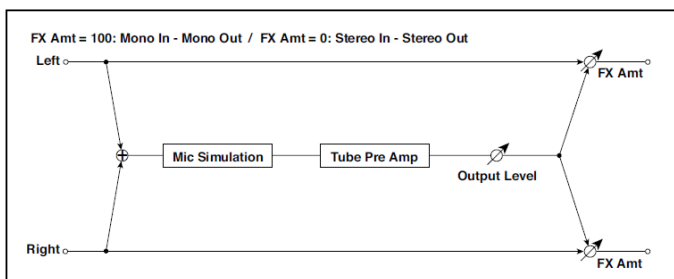 FX Amt = 100: Mono In - Mono Out / FX Amt = 0: Stereo In - Stereo Out
Left
FX Amt
Mic Simulation
Tube Pre Amp
Output Level
Right
FX Amt